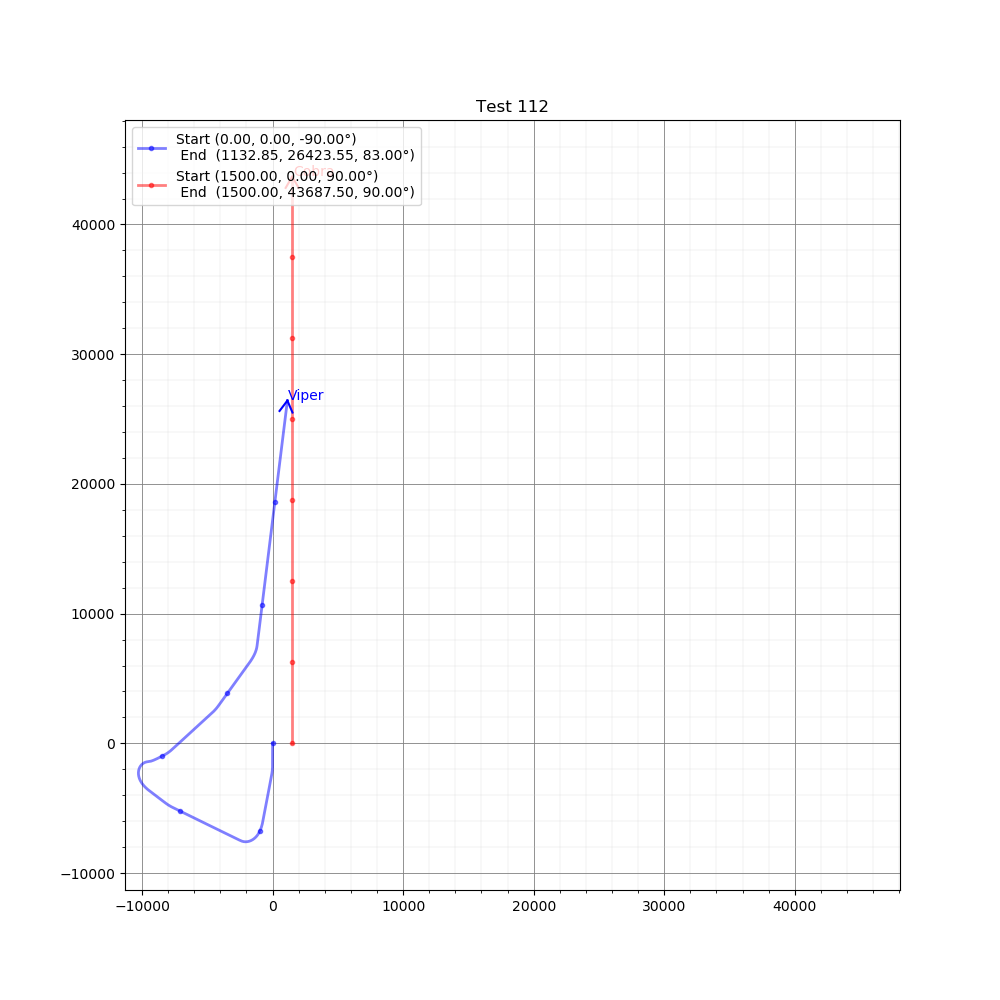 Test 112
Start (0.00, 0.00, -90.00°)
End (1132.85, 26423.55, 83.00°)
Start (1500.00, 0.00, 90.00°)
End (1500.00, 43687.50, 90.00°)
40000
30000
Viper
20000
10000
0
−10000
−10000 0 10000 20000 30000 40000